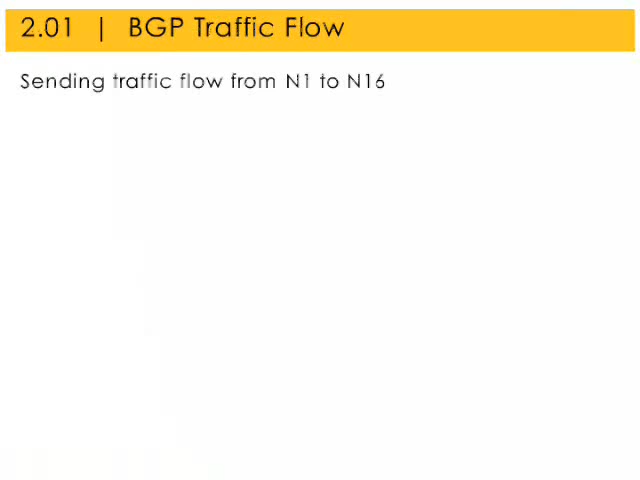 2.01 | BGP Traffic Flow
Sending traffic flow from N1 to N16